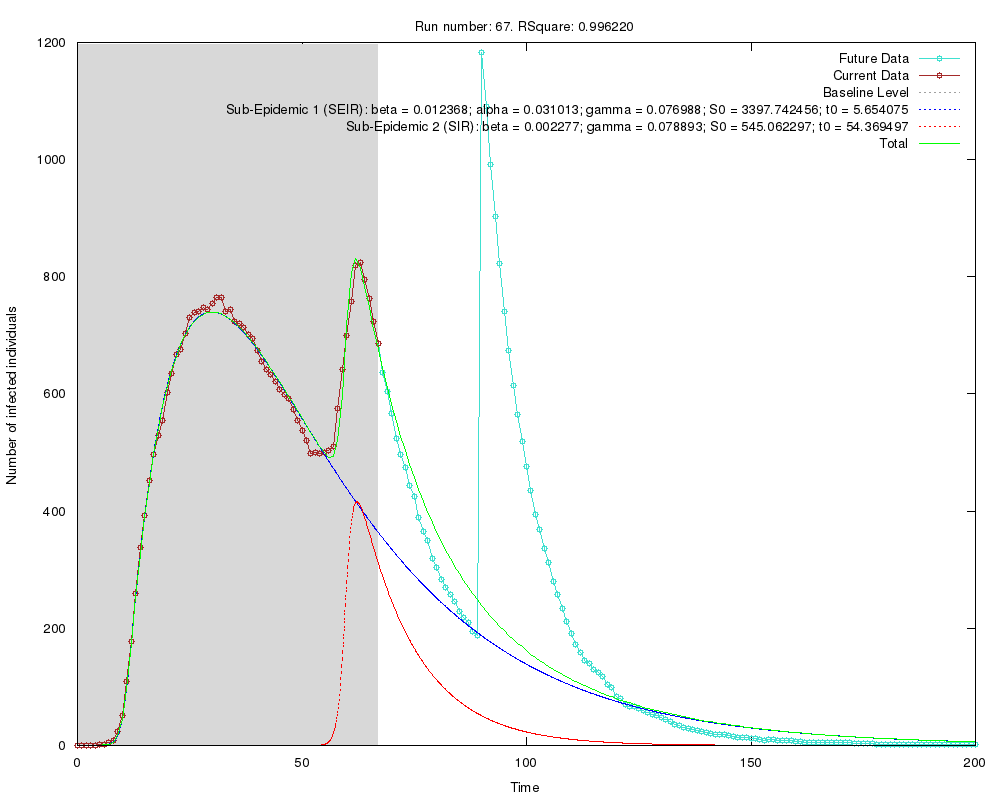 Run number: 67. RSquare: 0.996220
1200
1000
800
600
400
200
0
Number of infected individuals
Future Data
Current Data
Baseline Level
Sub-Epidemic 1 (SEIR): beta = 0.012368; alpha = 0.031013; gamma = 0.076988; S0 = 3397.742456; t0 = 5.654075
Sub-Epidemic 2 (SIR): beta = 0.002277; gamma = 0.078893; S0 = 545.062297; t0 = 54.369497
Total
0 50 100 150 200
Time